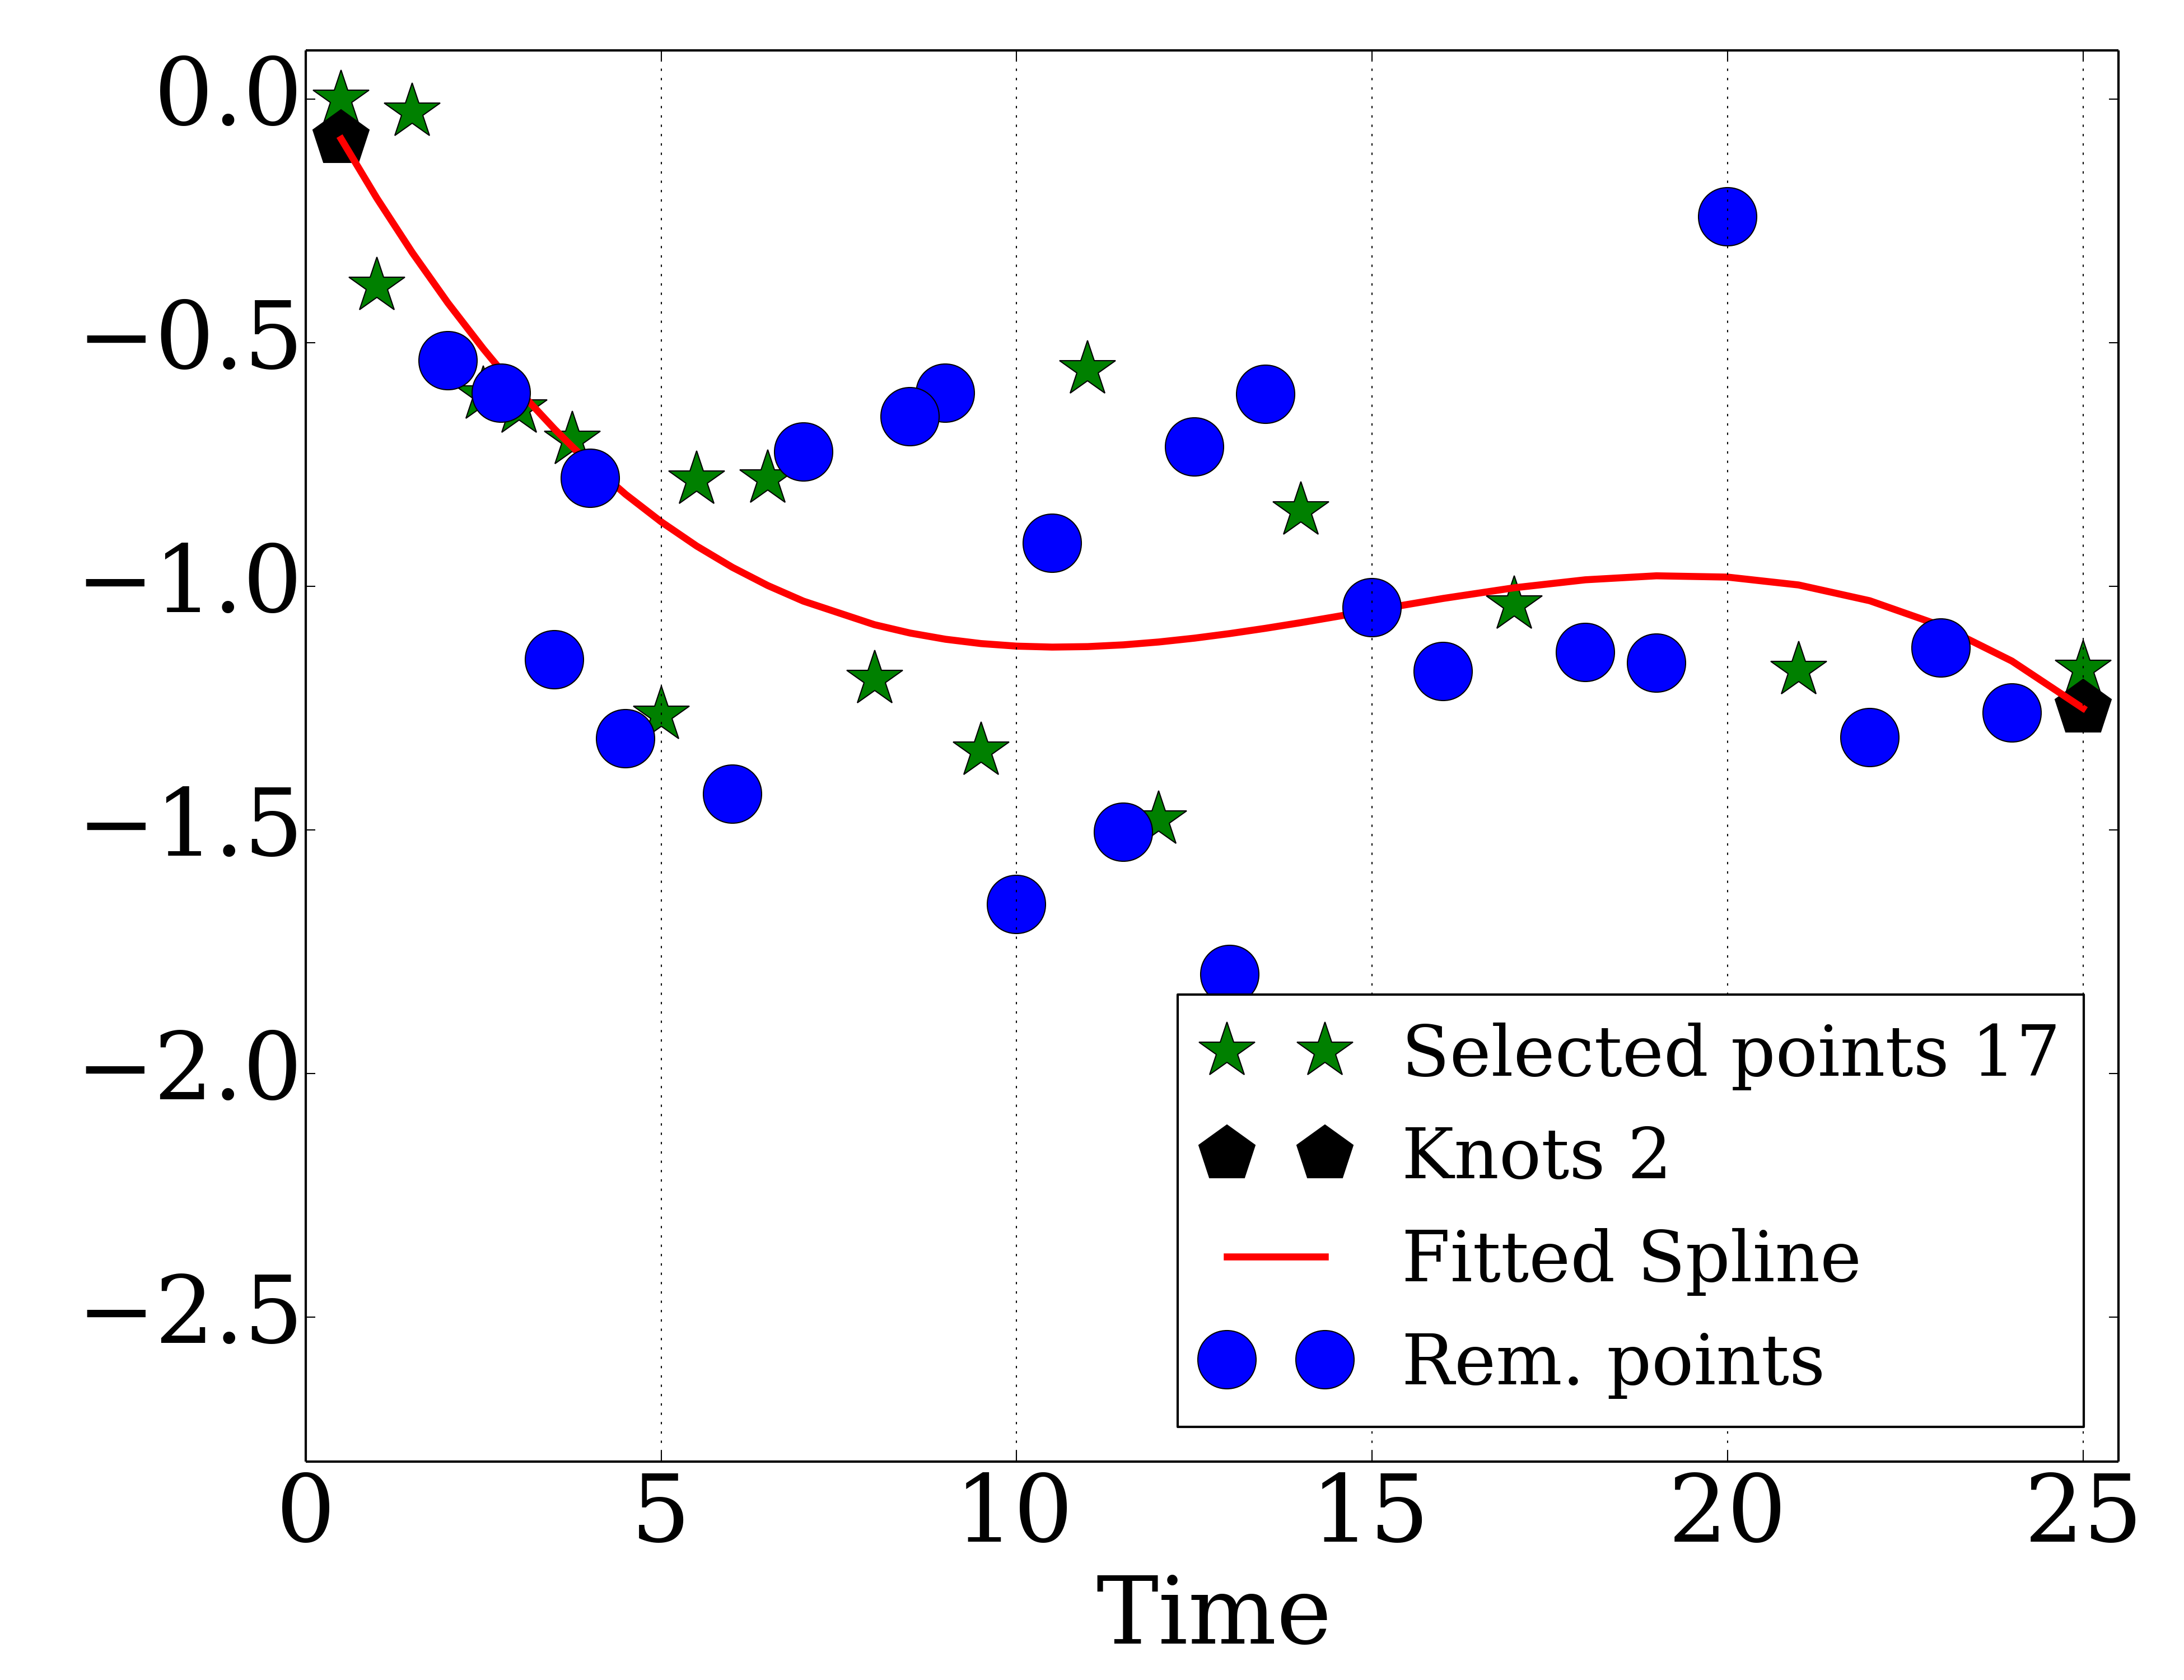 0.0
−0.5
−1.0
−1.5
−2.0
−2.5
Selected points 17
Knots 2
Fitted Spline
Rem. points
0 5 10 15 20 25
Time